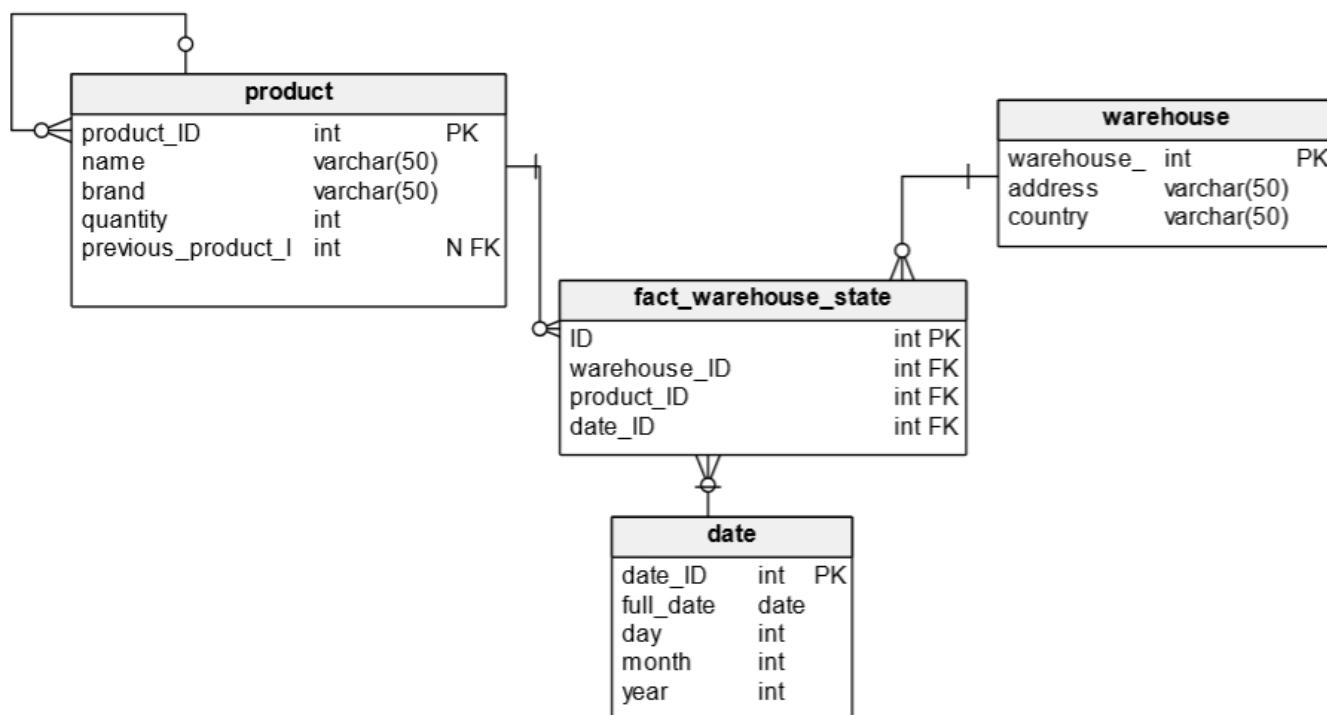 product
product_ID int PK
name varchar(50)
brand varchar(50)
quantity int
previous_product_I int N FK
warehouse
warehouse_ int PK
address varchar(50)
country varchar(50)
fact_warehouse_state
ID int PK
warehouse_ID int FK
product_ID int FK
date_ID int FK
date
date_ID int PK
full_date date
day int
month int
year int